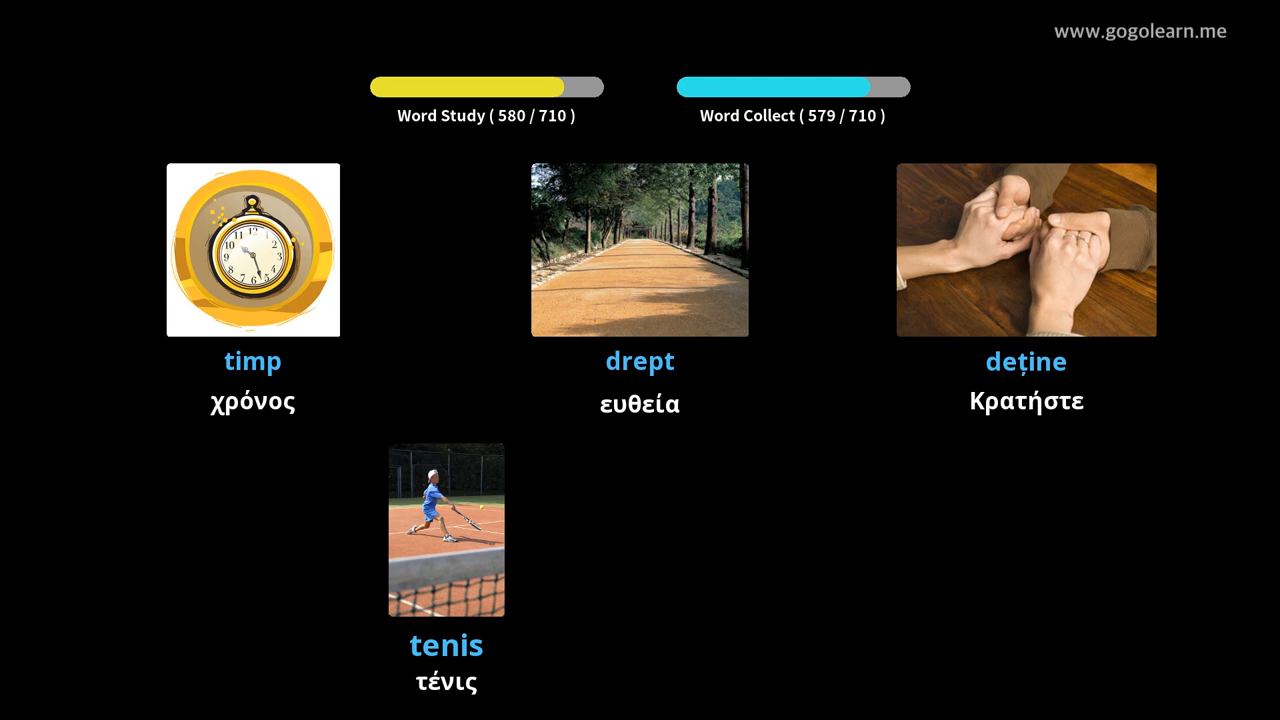 www.gogolearn.me
Word Study ( 580 / 710 )
Word Collect ( 579 / 710 )
timp
drept
deține
χρόνος
ευθεία
Κρατήστε
tenis
τένις